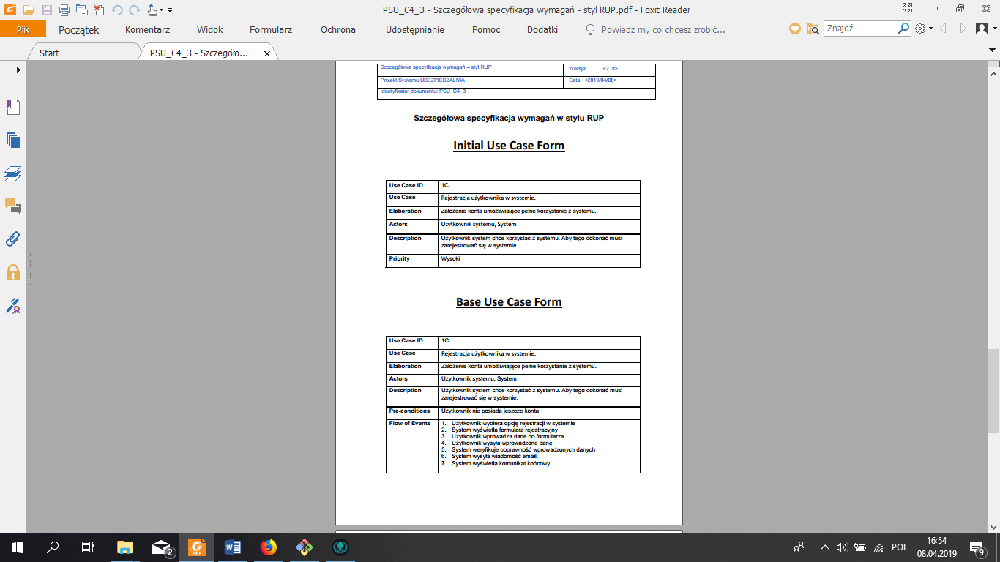 PSU_C4_3 - Szczegółowa specyfikacja wymagań - styl RUP.pdf - Foxit Reader
Plik Początek Komentarz Widok Formularz Ochrona Udostępnianie Pomoc Dodatki Powiedz mi, co chcesz zrobić... Znajdź
Start PSU_C4_3 - Szczegóło...
Szczegółowa specyfikacja wymagań – styl RUP Wersja: <2.0f>
Projekt Systemu UBEZPIECZALNIA Data: <2019/04/08>
Identyfikator dokumentu: PSU_C4_3
Szczegółowa specyfikacja wymagań w stylu RUP
Initial Use Case Form
Use Case ID 1C
Use Case Rejestracja użytkownika w systemie.
Elaboration Założenie konta umożliwiające pełne korzystanie z systemu.
Actors Użytkownik systemu, System
Description Użytkownik system chce korzystać z systemu. Aby tego dokonać musi
zarejestrować się w systemie.
Priority Wysoki
Base Use Case Form
Use Case ID 1C
Use Case Rejestracja użytkownika w systemie.
Elaboration Założenie konta umożliwiające pełne korzystanie z systemu.
Actors Użytkownik systemu, System
Description Użytkownik system chce korzystać z systemu. Aby tego dokonać musi
zarejestrować się w systemie.
Pre-conditions Użytkownik nie posiada jeszcze konta
Flow of Events 1. Użytkownik wybiera opcję rejestracji w systemie
2. System wyświetla formularz rejestracyjny
3. Użytkownik wprowadza dane do formularza
4. Użytkownik wysyła wprowadzone dane
5. System weryfikuje poprawność wprowadzonych danych
6. System wysyła wiadomość email.
7. System wyświetla komunikat końcowy.
2 PDF W POL 16:54
08.04.2019 9